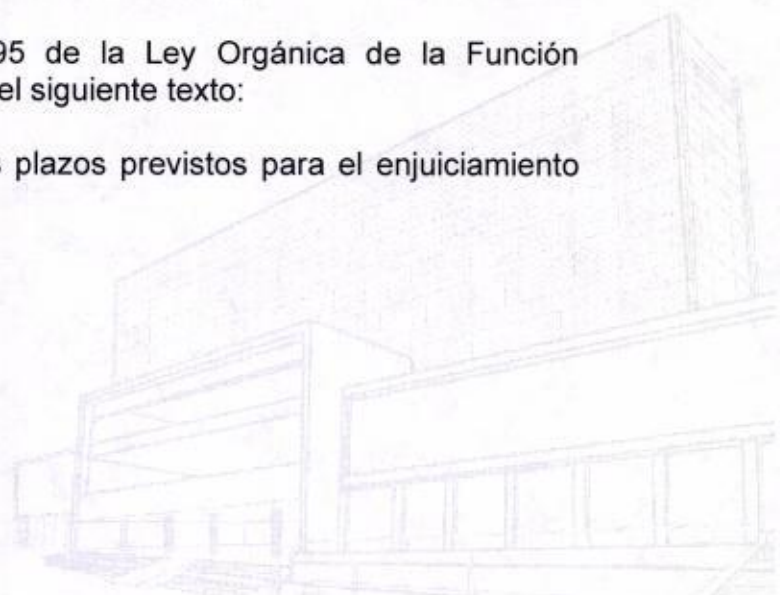 95 de la Ley Orgánica de la Función
el siguiente texto:
plazos previstos para el enjuiciamiento